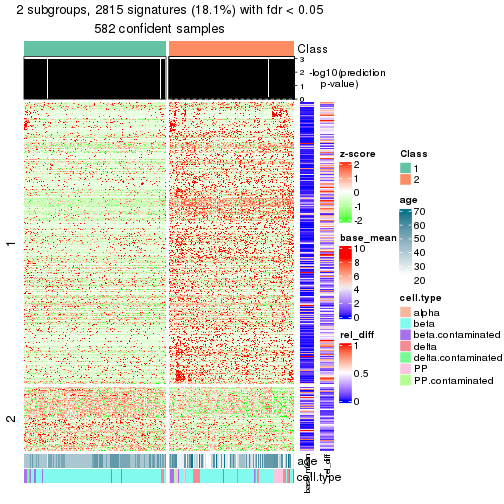 2 subgroups, 2815 signatures (18.1%) with fdr < 0.05
582 confident samples
Class
3
2
1
0
-log10(prediction
p-value)
1
2
age
cell.type
base_mean
rel_diff
z-score
2
1
0
-1
-2
base_mean
10
8
6
4
2
0
rel_diff
1
0.5
0
Class
1
2
age
70
60
50
40
30
20
cell.type
alpha
beta
beta.contaminated
delta
delta.contaminated
PP
PP.contaminated